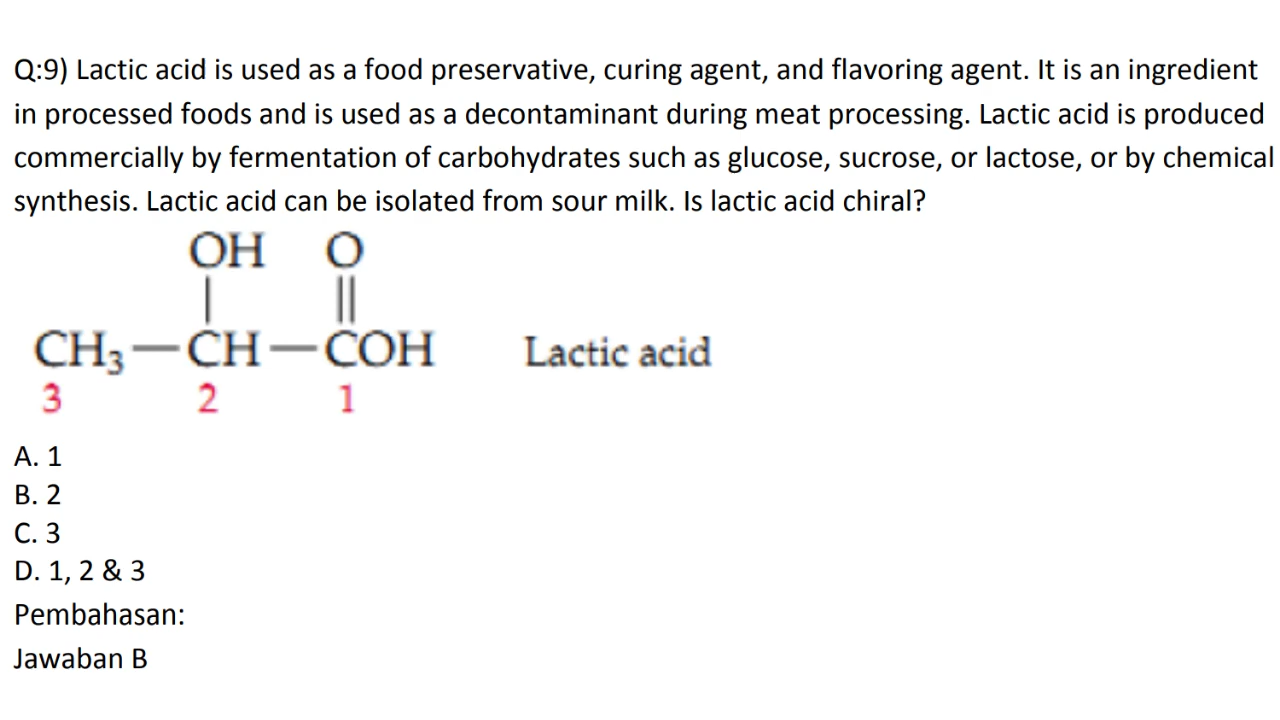 Q:9) Lactic acid is used as a food preservative, curing agent, and flavoring agent. It is an ingredient
in processed foods and is used as a decontaminant during meat processing. Lactic acid is produced
commercially by fermentation of carbohydrates such as glucose, sucrose, or lactose, or by chemical
synthesis. Lactic acid can be isolated from sour milk. Is lactic acid chiral?
OH O
CH₃—CH—COH Lactic acid
3 2 1
A. 1
B. 2
C. 3
D. 1, 2 & 3
Pembahasan:
Jawaban B